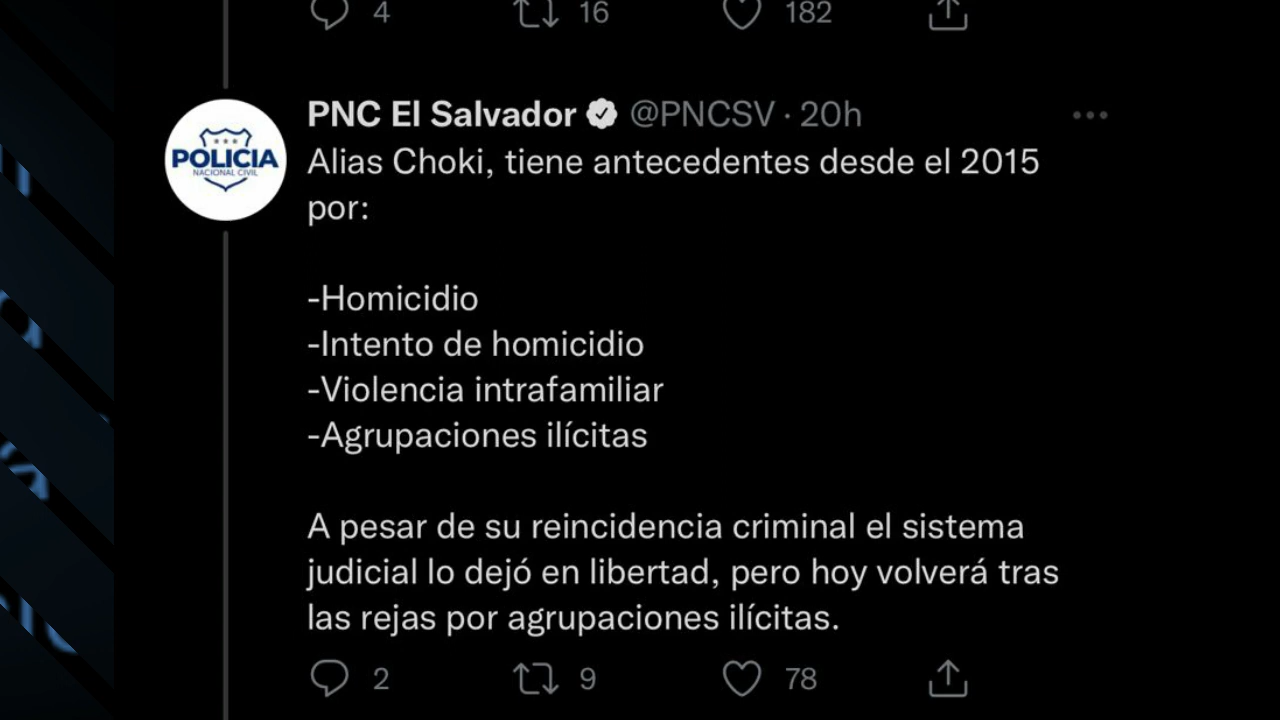 4 16 182
PNC El Salvador @PNCSV · 20h
POLICIA
NACIONAL CIVIL
Alias Choki, tiene antecedentes desde el 2015
por:
-Homicidio
-Intento de homicidio
-Violencia intrafamiliar
-Agrupaciones ilícitas
A pesar de su reincidencia criminal el sistema
judicial lo dejó en libertad, pero hoy volverá tras
las rejas por agrupaciones ilícitas.
2 9 78